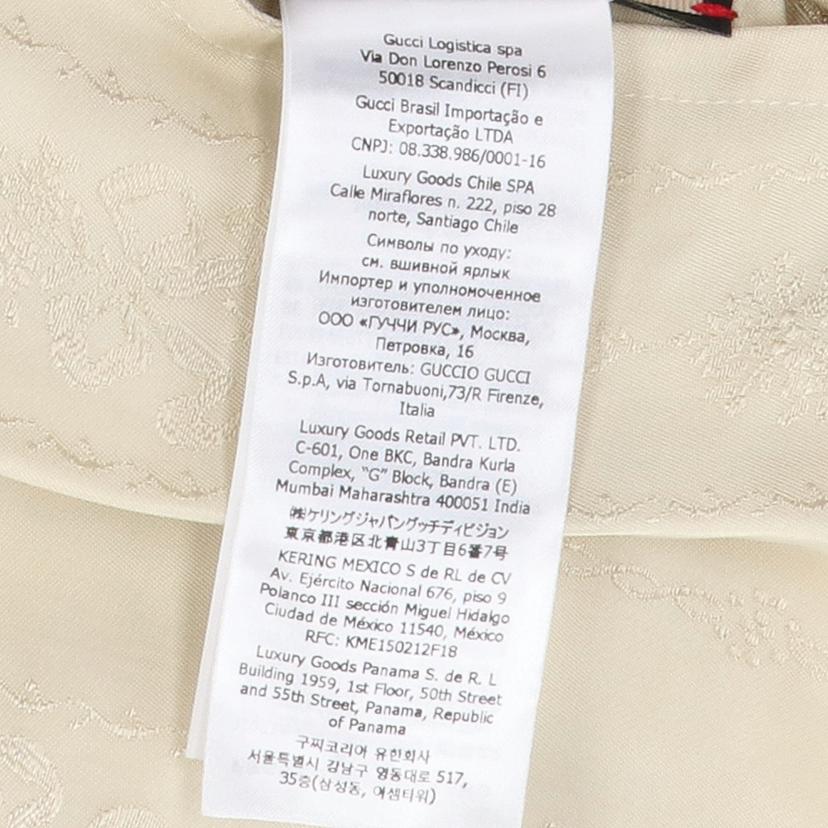 Gucci Logistica spa
Via Don Lorenzo Perosi 6
50018 Scandicci (FI)
Gucci Brasil Importação e
Exportação LTDA
CNPJ: 08.338.986/0001-16
Luxury Goods Chile SPA
Calle Miraflores n. 222, piso 28
norte, Santiago Chile
Символы по уходу:
см. вшивной ярлык
Импортер и уполномоченное
изготовителем лицо:
ООО «ГУЧЧИ РУС», Москва,
Петровка, 16
Изготовитель: GUCCIO GUCCI
S.p.A, via Tornabuoni,73/R Firenze,
Italia
Luxury Goods Retail PVT. LTD.
C-601, One BKC, Bandra Kurla
Complex, “G” Block, Bandra (E)
Mumbai Maharashtra 400051 India
㈱ケリングジャパングッチディビジョン
東京都港区北青山3丁目6番7号
KERING MEXICO S de RL de CV
Av. Ejército Nacional 676, piso 9
Polanco III sección Miguel Hidalgo
Ciudad de México 11540, México
RFC: KME150212F18
Luxury Goods Panama S. de R. L
Building 1959, 1st Floor, 50th Street
and 55th Street, Panama, Republic
of Panama
구찌코리아 유한회사
서울특별시 강남구 영동대로 517,
35층(삼성동, 아셈타워)